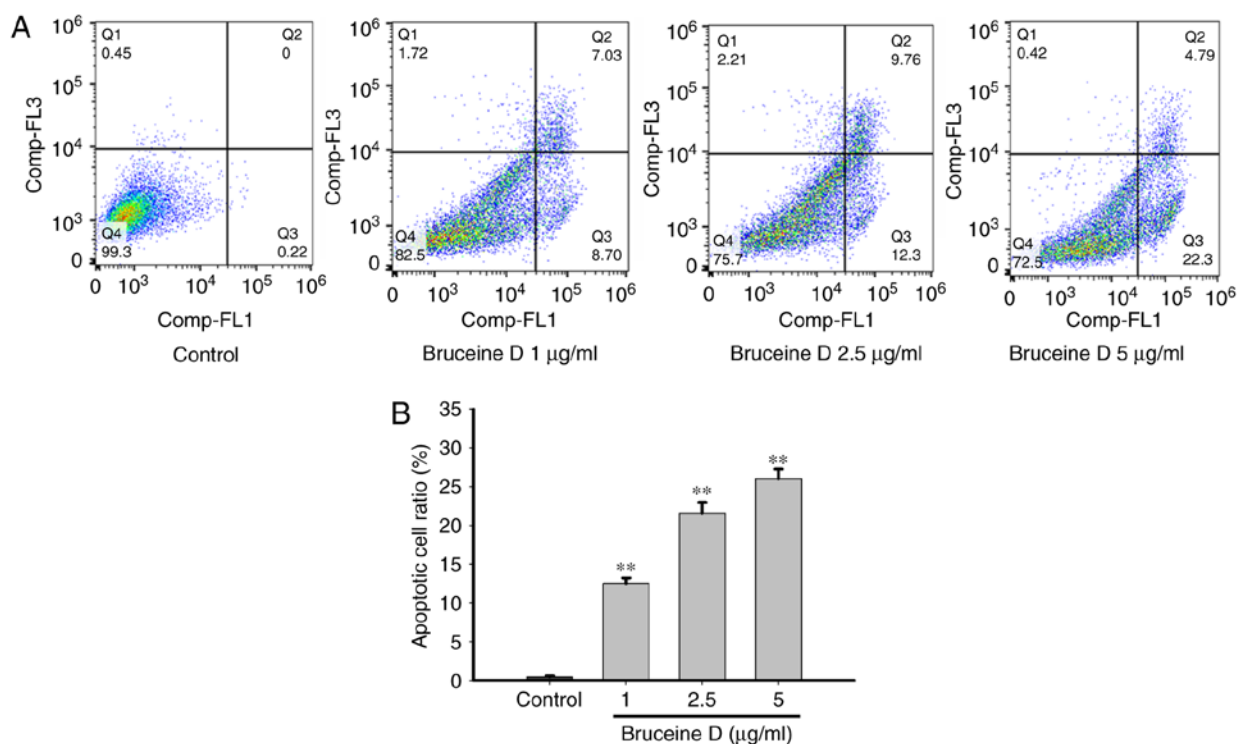 A
Q1
0.45
Q2
0
Q4
99.3
Q3
0.22
10⁶
10⁵
10⁴
10³
0
Comp-FL3
0 10³ 10⁴ 10⁵ 10⁶
Comp-FL1
Control
Q1
1.72
Q2
7.03
Q4
82.5
Q3
8.70
10⁶
10⁵
10⁴
10³
0
Comp-FL3
0 10³ 10⁴ 10⁵ 10⁶
Comp-FL1
Bruceine D 1 μg/ml
Q1
2.21
Q2
9.76
Q4
75.7
Q3
12.3
10⁶
10⁵
10⁴
10³
0
Comp-FL3
0 10³ 10⁴ 10⁵ 10⁶
Comp-FL1
Bruceine D 2.5 μg/ml
Q1
0.42
Q2
4.79
Q4
72.5
Q3
22.3
10⁶
10⁵
10⁴
10³
0
Comp-FL3
0 10³ 10⁴ 10⁵ 10⁶
Comp-FL1
Bruceine D 5 μg/ml
B
35
30
25
20
15
10
5
0
Apoptotic cell ratio (%)
**
**
**
Control 1 2.5 5
Bruceine D (μg/ml)